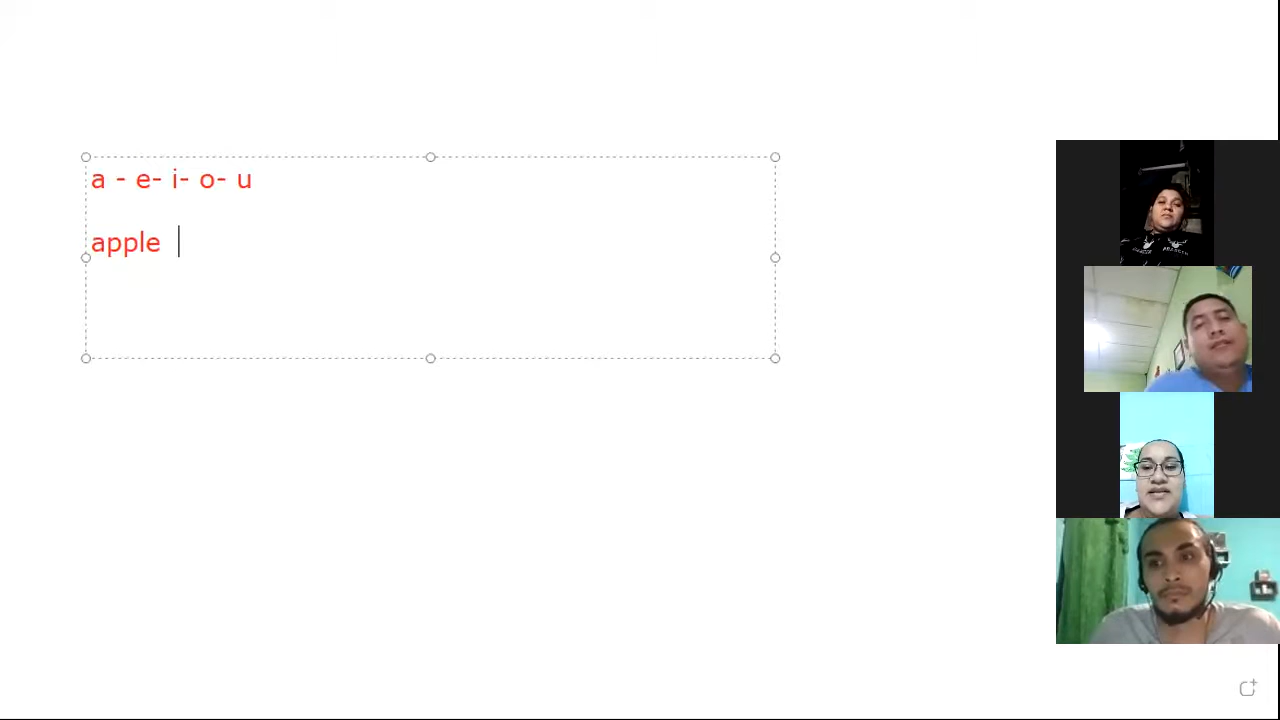 a - e- i- o- u
apple